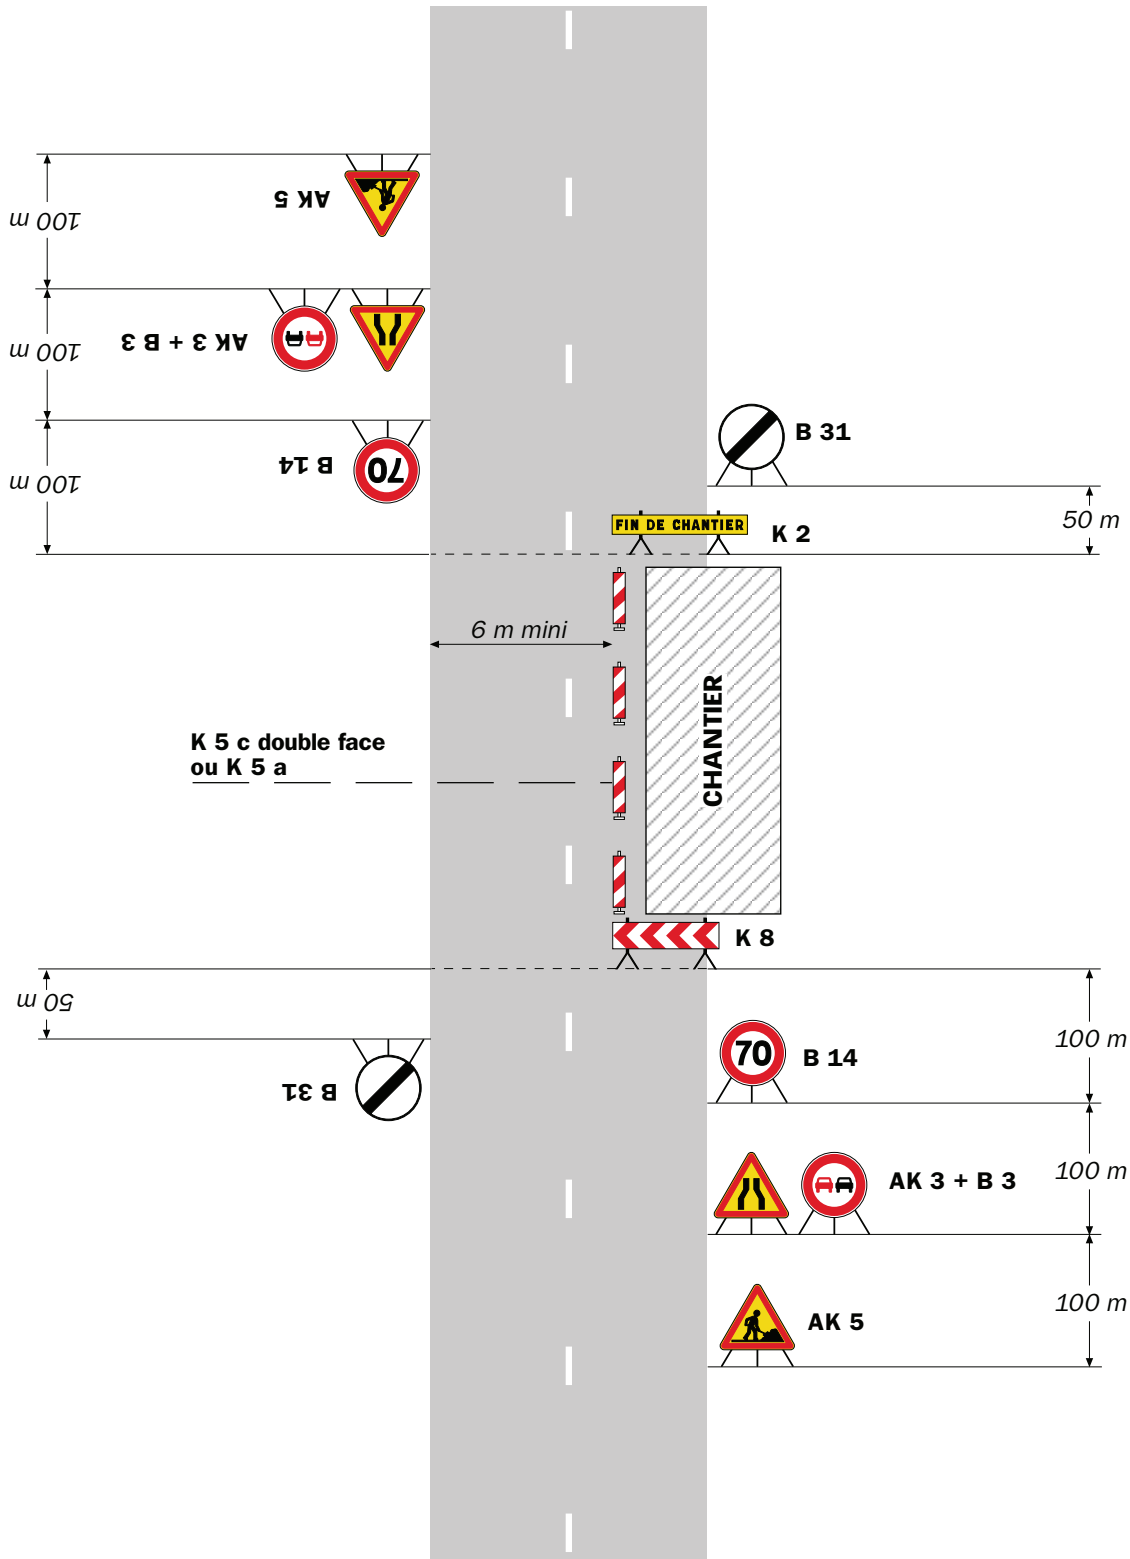 AK 5
100 m
AK 3 + B 3
100 m
B 14
70
100 m
B 31
50 m
FIN DE CHANTIER
K 2
6 m mini
CHANTIER
K 5 c double face
ou K 5 a
K 8
50 m
B 31
70
B 14
100 m
AK 3 + B 3
100 m
AK 5
100 m